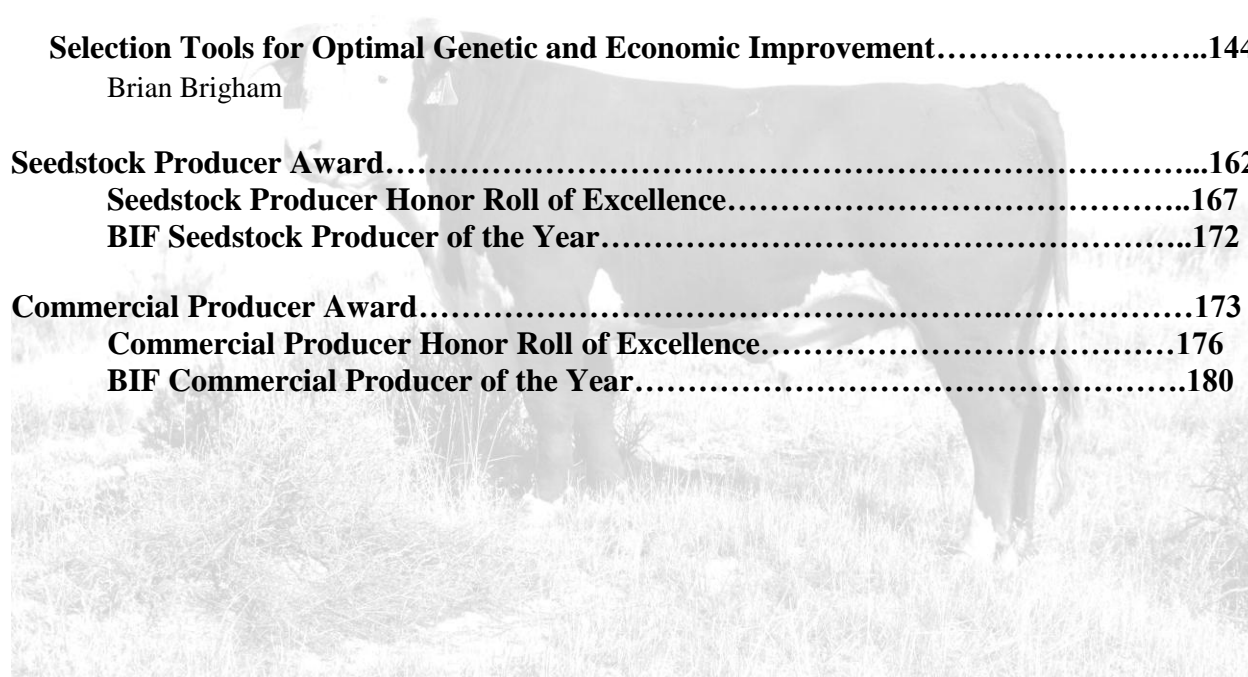 Selection Tools for Optimal Genetic and Economic Improvement……………………..144
Brian Brigham
Seedstock Producer Award…………………………………………………………………...162
Seedstock Producer Honor Roll of Excellence………………………………………..167
BIF Seedstock Producer of the Year…………………………………………………..172
Commercial Producer Award……………………………………………….…………………173
Commercial Producer Honor Roll of Excellence……………………………………176
BIF Commercial Producer of the Year……………………………………………….180